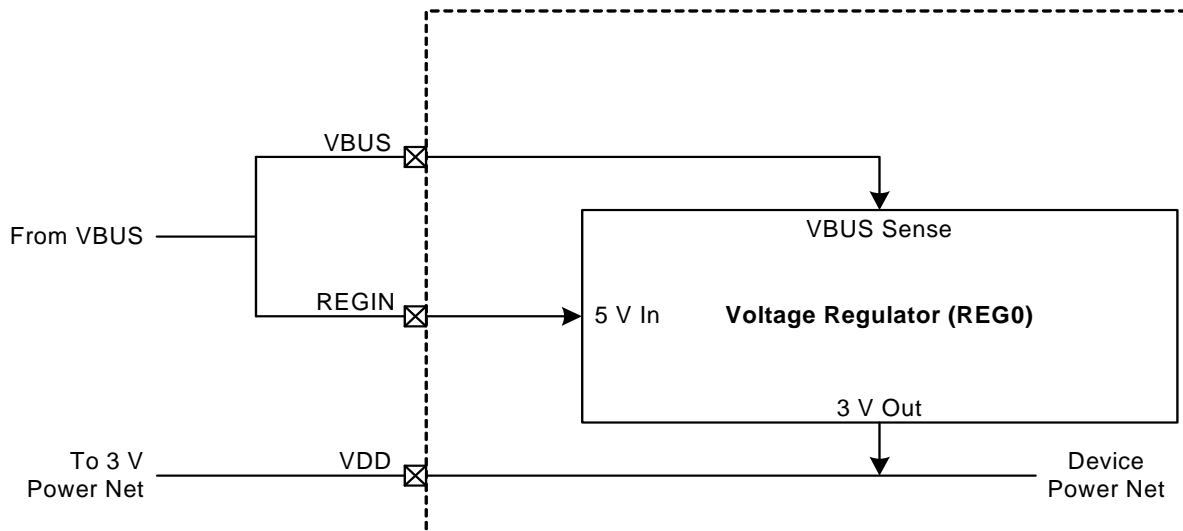 VBUS
From VBUS
VBUS Sense
REGIN
5 V In
Voltage Regulator (REG0)
3 V Out
To 3 V
Power Net
VDD
Device
Power Net